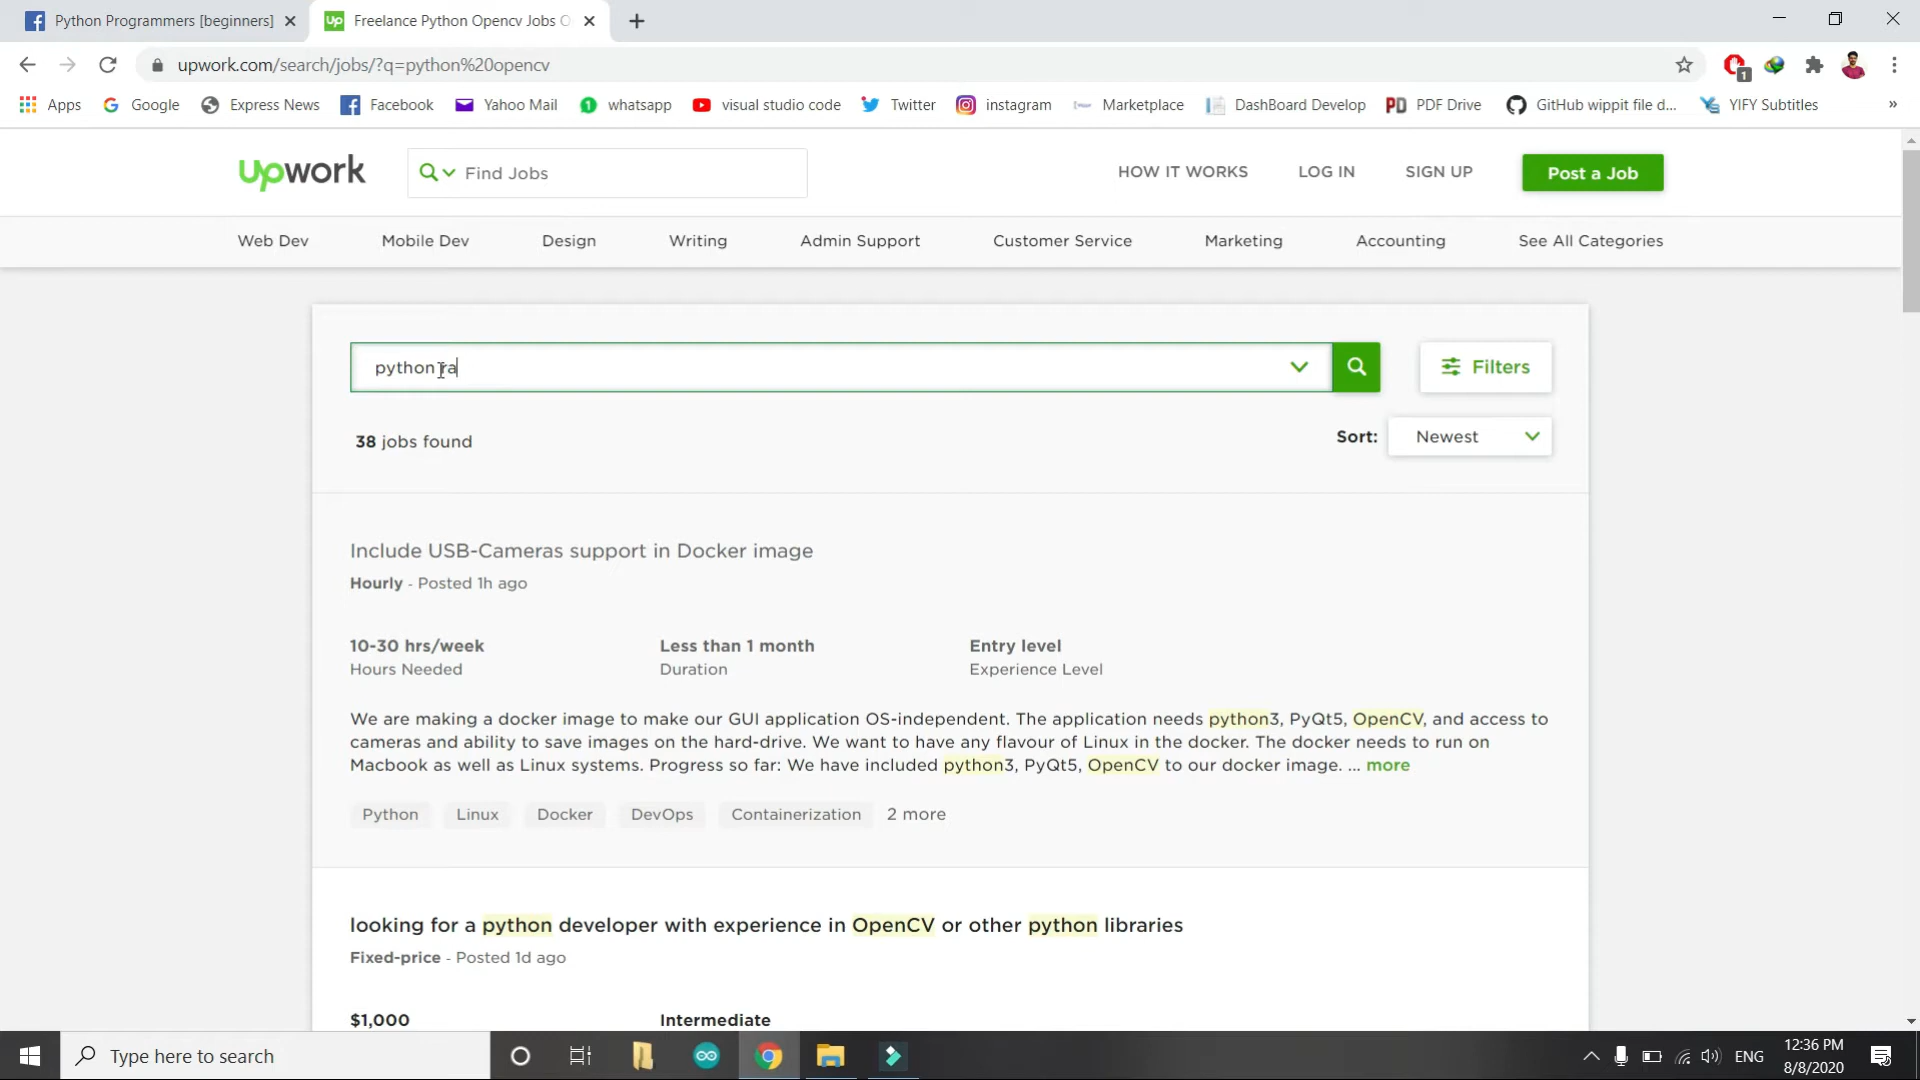 Python Programmers [beginners]
Freelance Python Opencv Jobs O
upwork.com/search/jobs/?q=python%20opencv
1
Apps
Google
Express News
Facebook
Yahoo Mail
1
whatsapp
visual studio code
Twitter
instagram
Marketplace
DashBoard Develop
PD
PDF Drive
GitHub wippit file d...
YIFY Subtitles
»
Upwork
Find Jobs
HOW IT WORKS
LOG IN
SIGN UP
Post a Job
Web Dev
Mobile Dev
Design
Writing
Admin Support
Customer Service
Marketing
Accounting
See All Categories
python ra
Filters
38 jobs found
Sort:
Newest
Include USB-Cameras support in Docker image
Hourly - Posted 1h ago
10-30 hrs/week
Less than 1 month
Entry level
Hours Needed
Duration
Experience Level
We are making a docker image to make our GUI application OS-independent. The application needs python3, PyQt5, OpenCV, and access to
cameras and ability to save images on the hard-drive. We want to have any flavour of Linux in the docker. The docker needs to run on
Macbook as well as Linux systems. Progress so far: We have included python3, PyQt5, OpenCV to our docker image. ... more
Python
Linux
Docker
DevOps
Containerization
2 more
looking for a python developer with experience in OpenCV or other python libraries
Fixed-price - Posted 1d ago
$1,000
Intermediate
Type here to search
ENG
12:36 PM
8/8/2020